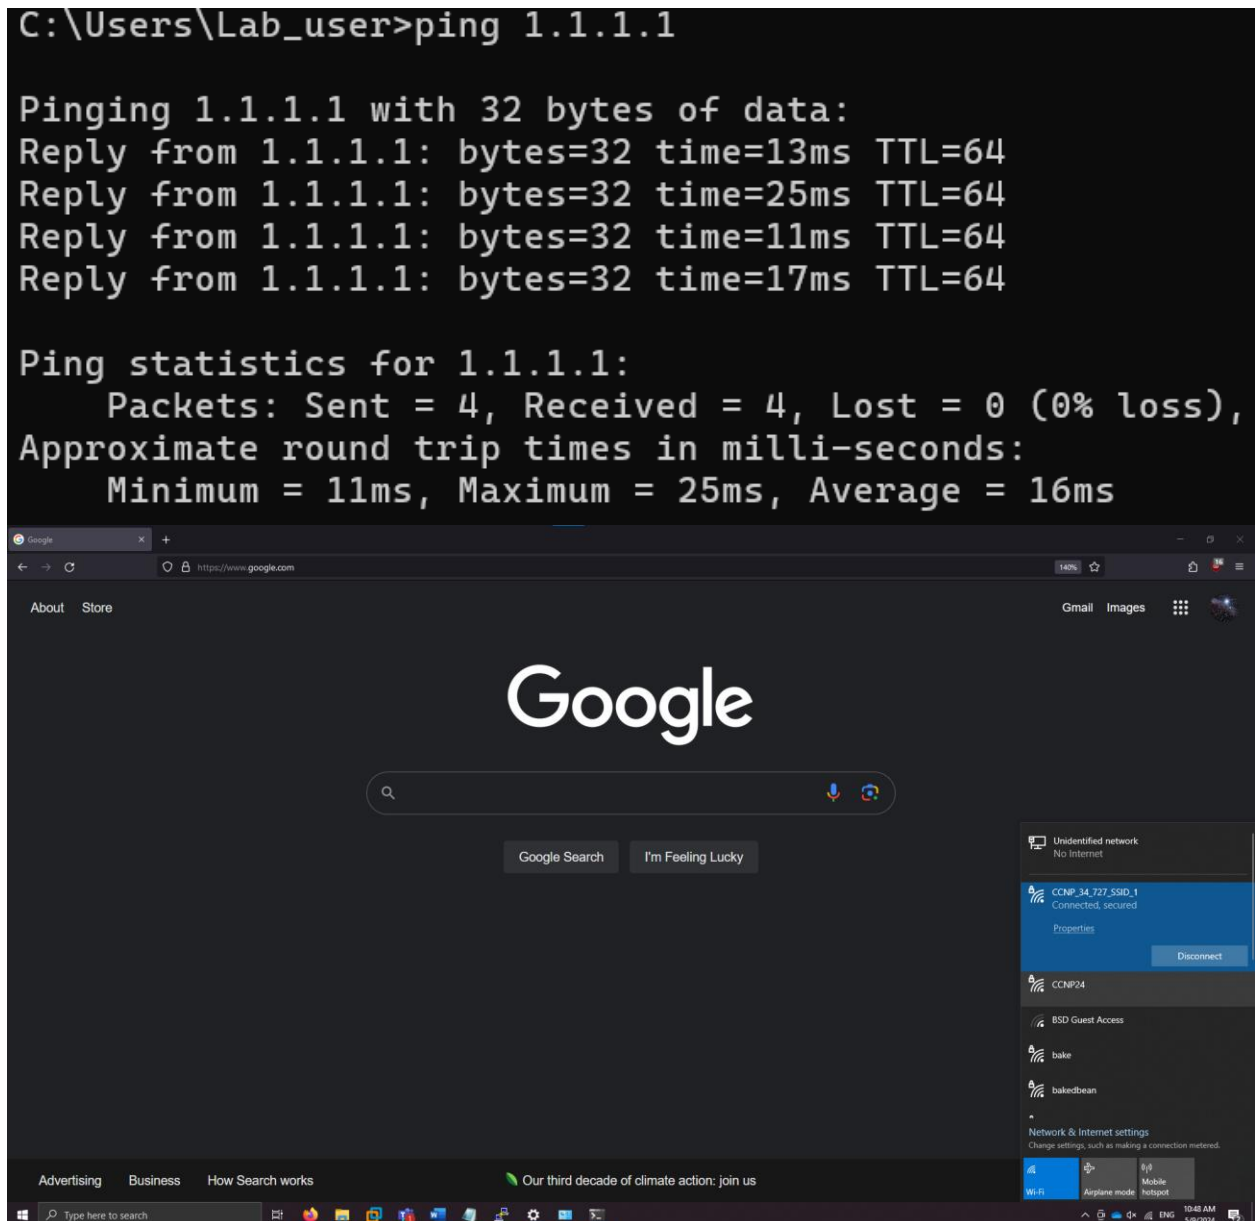 C:\Users\Lab_user>ping 1.1.1.1
Pinging 1.1.1.1 with 32 bytes of data:
Reply from 1.1.1.1: bytes=32 time=13ms TTL=64
Reply from 1.1.1.1: bytes=32 time=25ms TTL=64
Reply from 1.1.1.1: bytes=32 time=11ms TTL=64
Reply from 1.1.1.1: bytes=32 time=17ms TTL=64
Ping statistics for 1.1.1.1:
Packets: Sent = 4, Received = 4, Lost = 0 (0% loss),
Approximate round trip times in milli-seconds:
Minimum = 11ms, Maximum = 25ms, Average = 16ms
Google
https://www.google.com 140% 16
About Store Gmail Images
Google
Google Search I'm Feeling Lucky
Unidentified network
No Internet
CCNP_34_727_SSID_1
Connected, secured
Properties
Disconnect
CCNP24
BSD Guest Access
bake
bakedbean
Network & Internet settings
Change settings, such as making a connection metered.
Wi-Fi Airplane mode Mobile hotspot
Advertising Business How Search works Our third decade of climate action: join us
Type here to search ENG 10:48 AM
5/9/2024